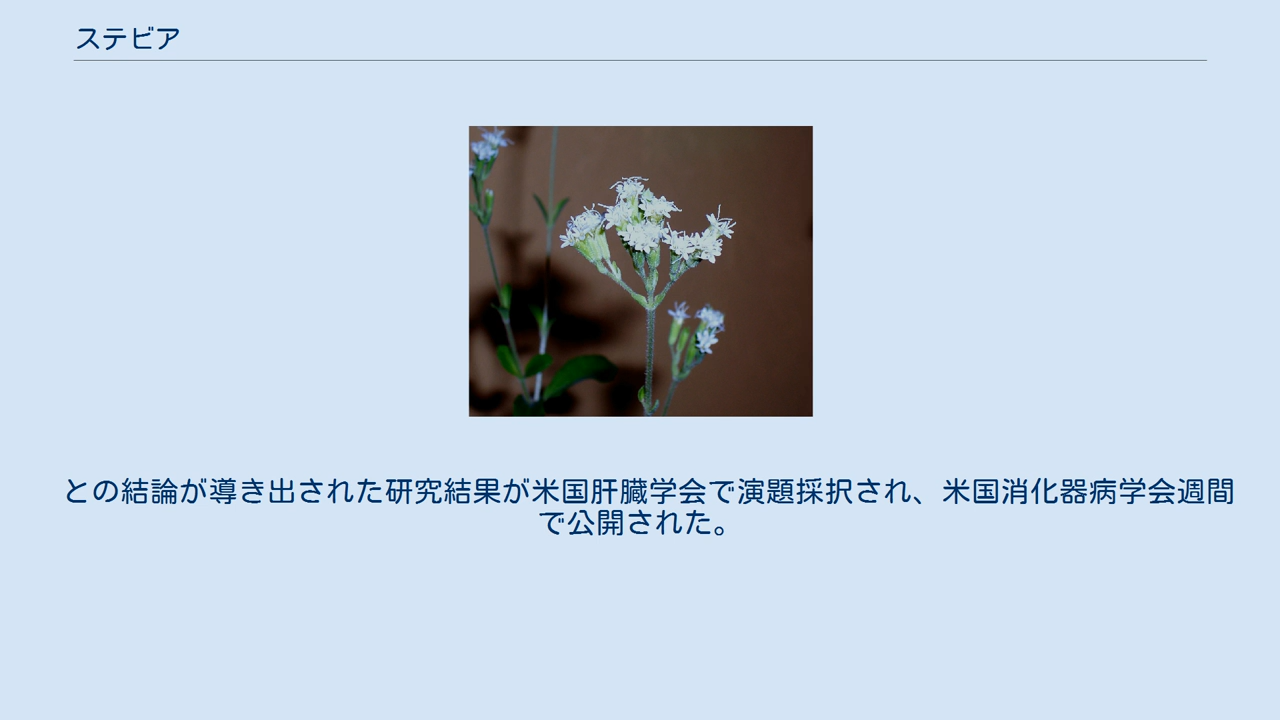 ステビア
との結論が導き出された研究結果が米国肝臓学会で演題採択され、米国消化器病学会週間
で公開された。